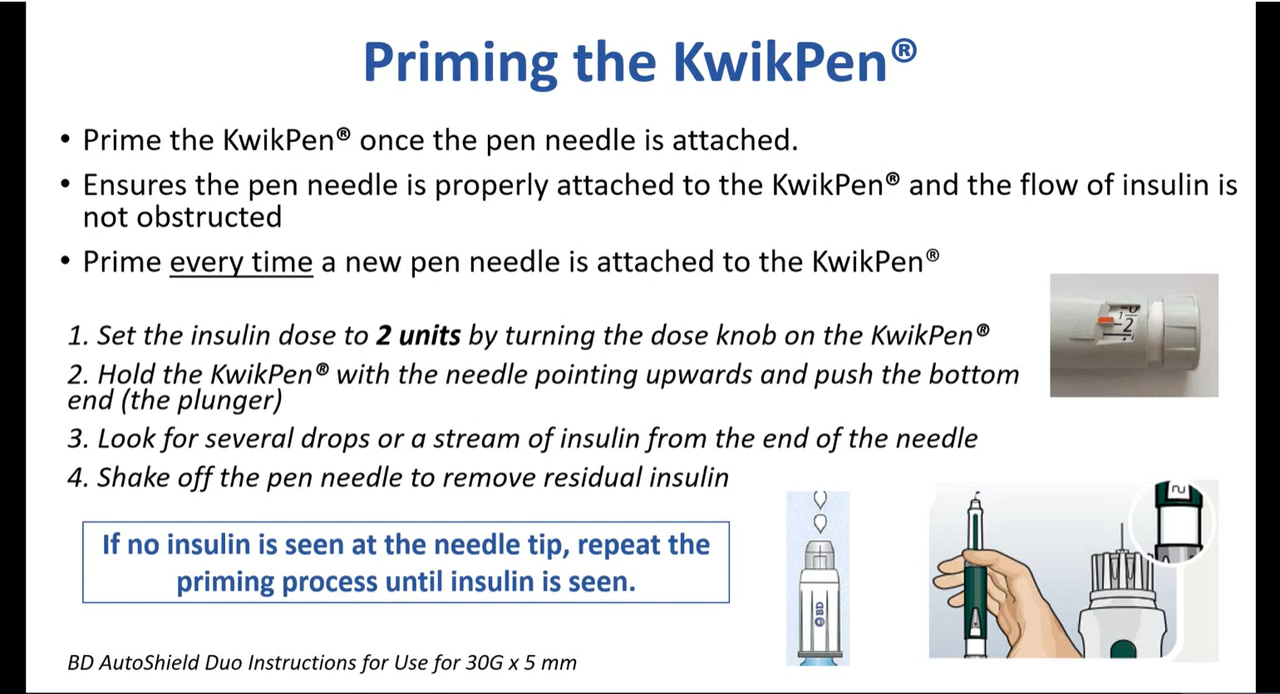 Priming the KwikPen®
• Prime the KwikPen® once the pen needle is attached.
• Ensures the pen needle is properly attached to the KwikPen® and the flow of insulin is
not obstructed
• Prime every time a new pen needle is attached to the KwikPen®
1. Set the insulin dose to 2 units by turning the dose knob on the KwikPen®
2. Hold the KwikPen® with the needle pointing upwards and push the bottom
end (the plunger)
3. Look for several drops or a stream of insulin from the end of the needle
4. Shake off the pen needle to remove residual insulin
If no insulin is seen at the needle tip, repeat the
priming process until insulin is seen.
BD AutoShield Duo Instructions for Use for 30G x 5 mm
0
1
2
BD
2